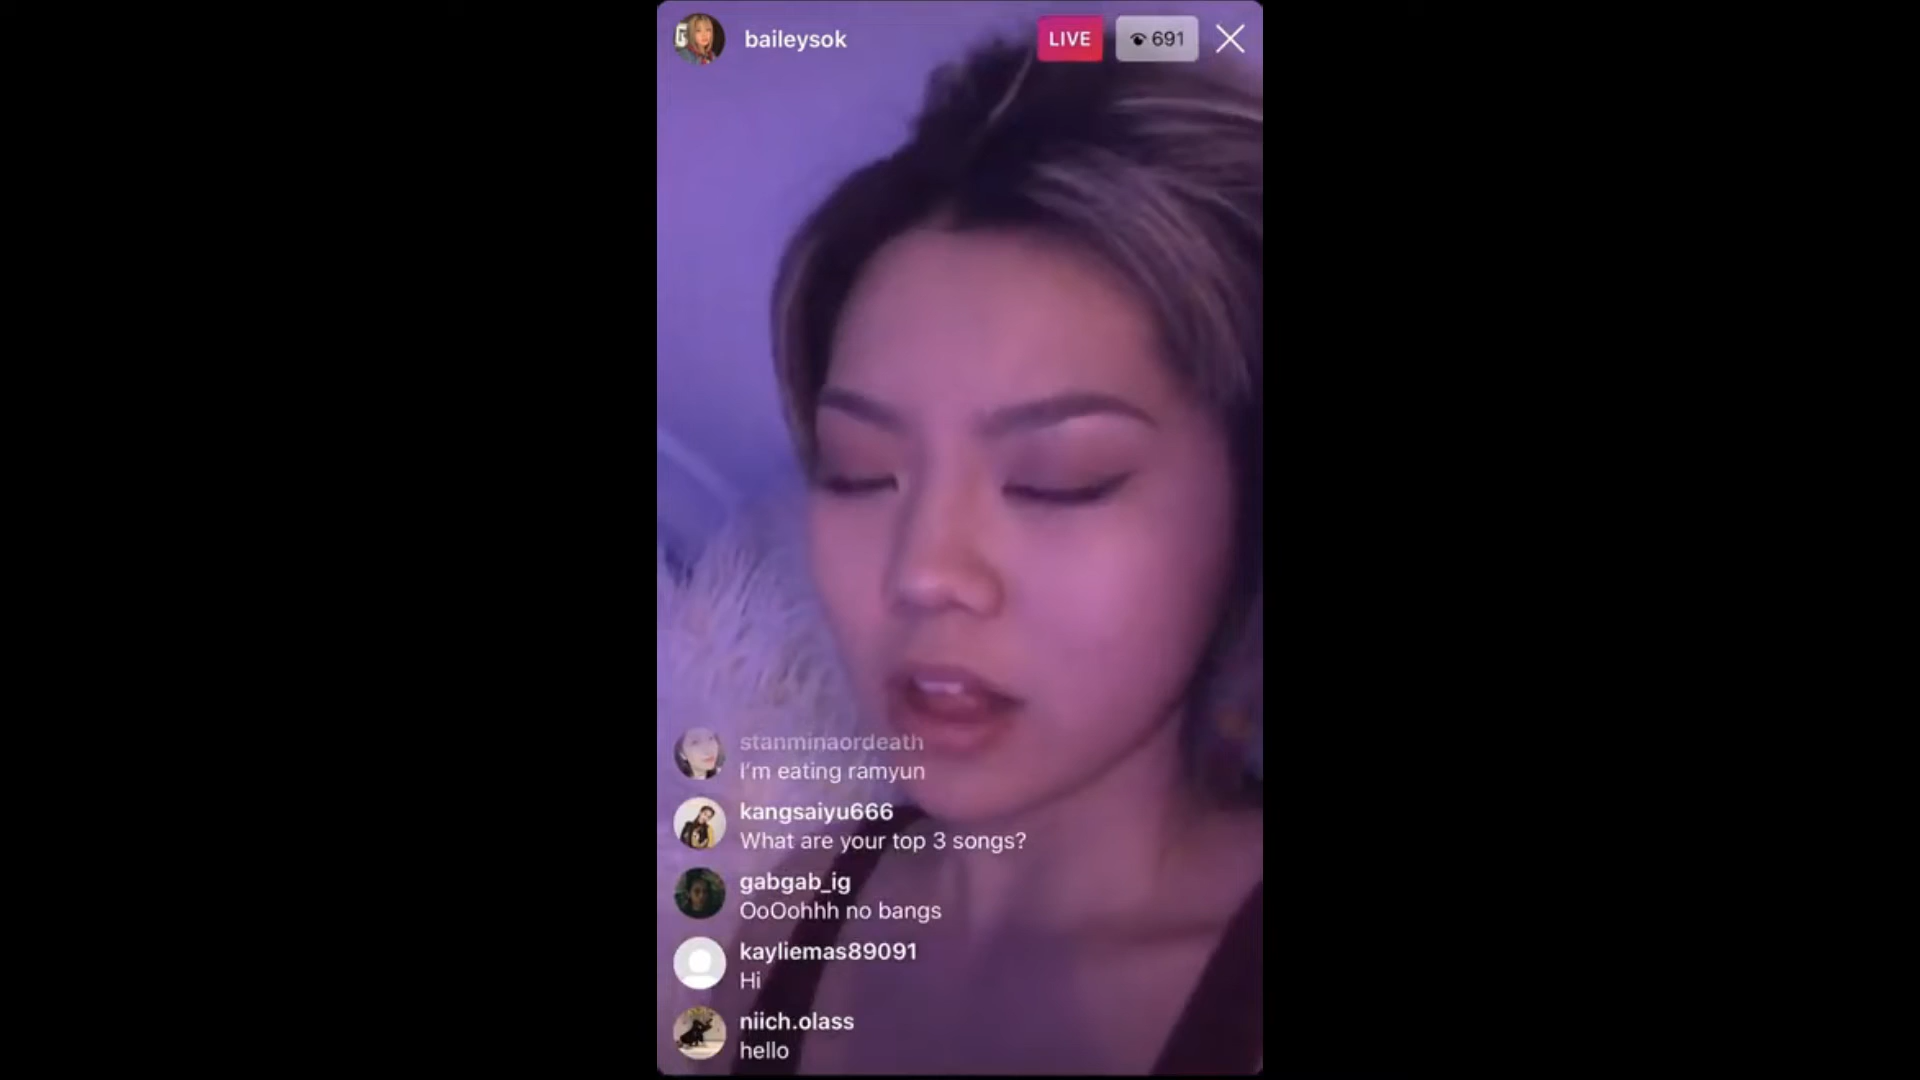 baileysok
LIVE
691
stanminaordeath
I'm eating ramyun
kangsaiyu666
What are your top 3 songs?
gabgab_ig
OoOohhh no bangs
kayliemas89091
Hi
niich.olass
hello